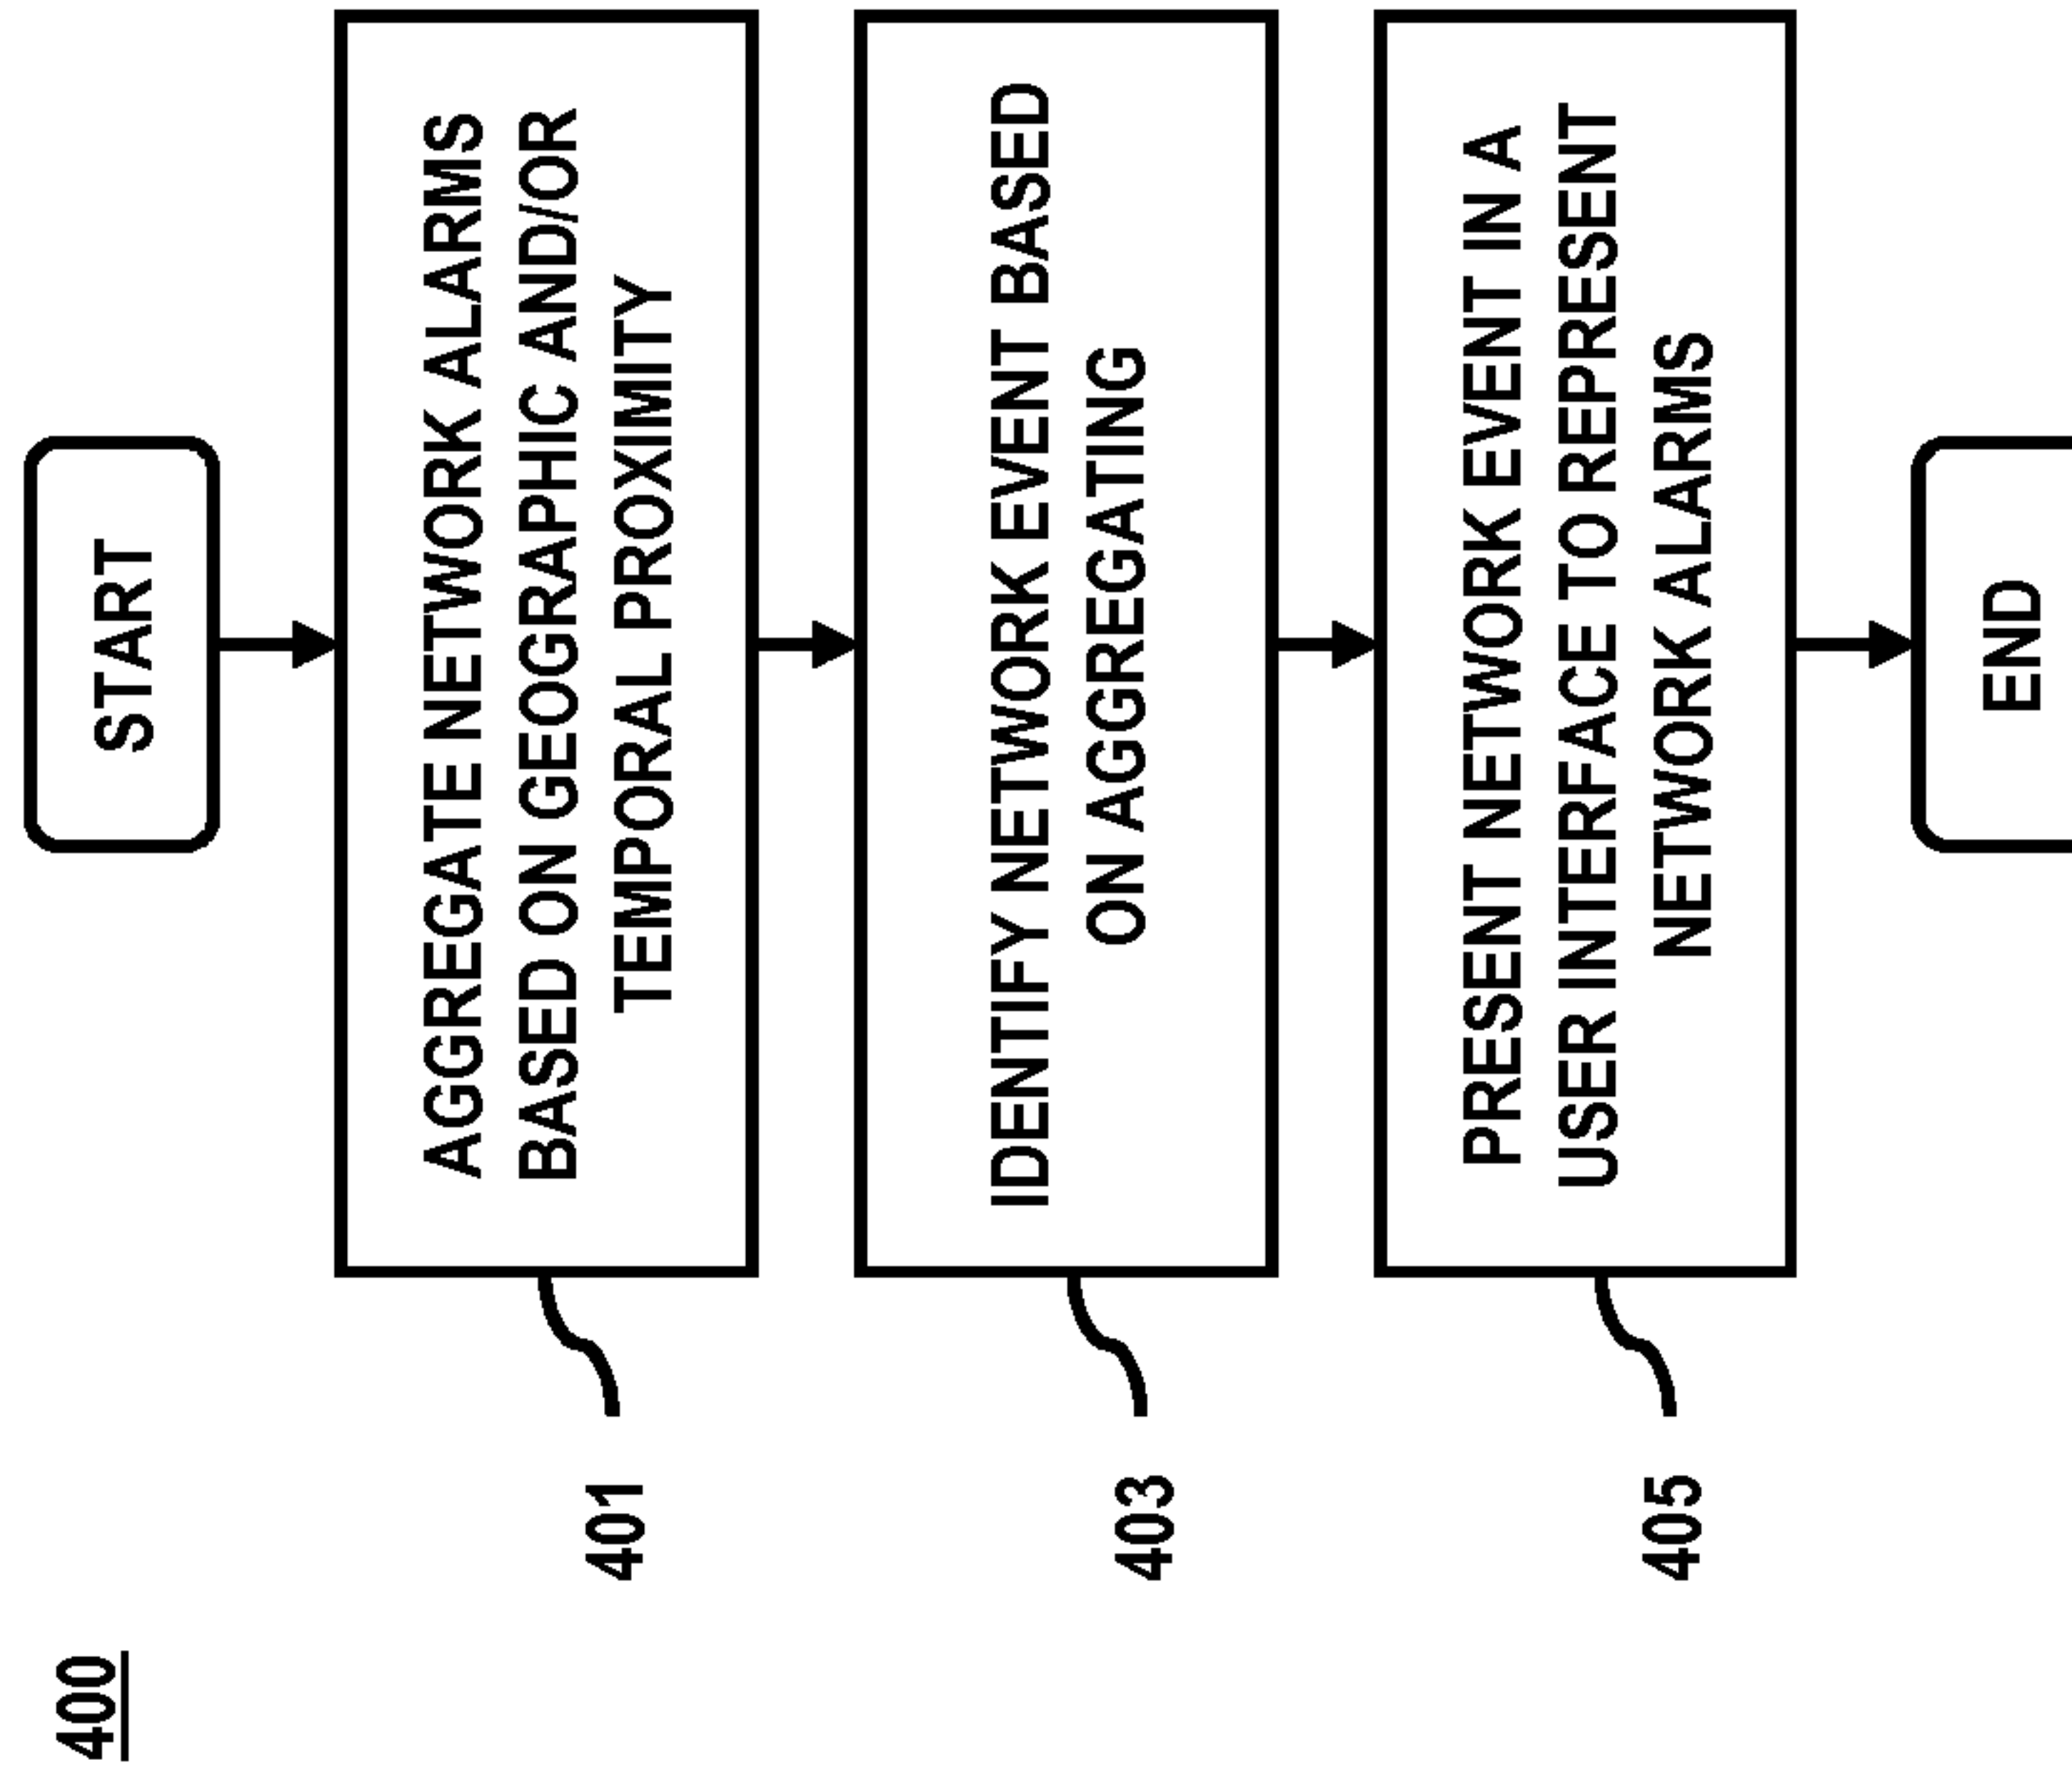 400
START
AGGREGATE NETWORK ALARMS
BASED ON GEOGRAPHIC AND/OR
TEMPORAL PROXIMITY
401
IDENTIFY NETWORK EVENT BASED
ON AGGREGATING
403
PRESENT NETWORK EVENT IN A
USER INTERFACE TO REPRESENT
NETWORK ALARMS
405
END